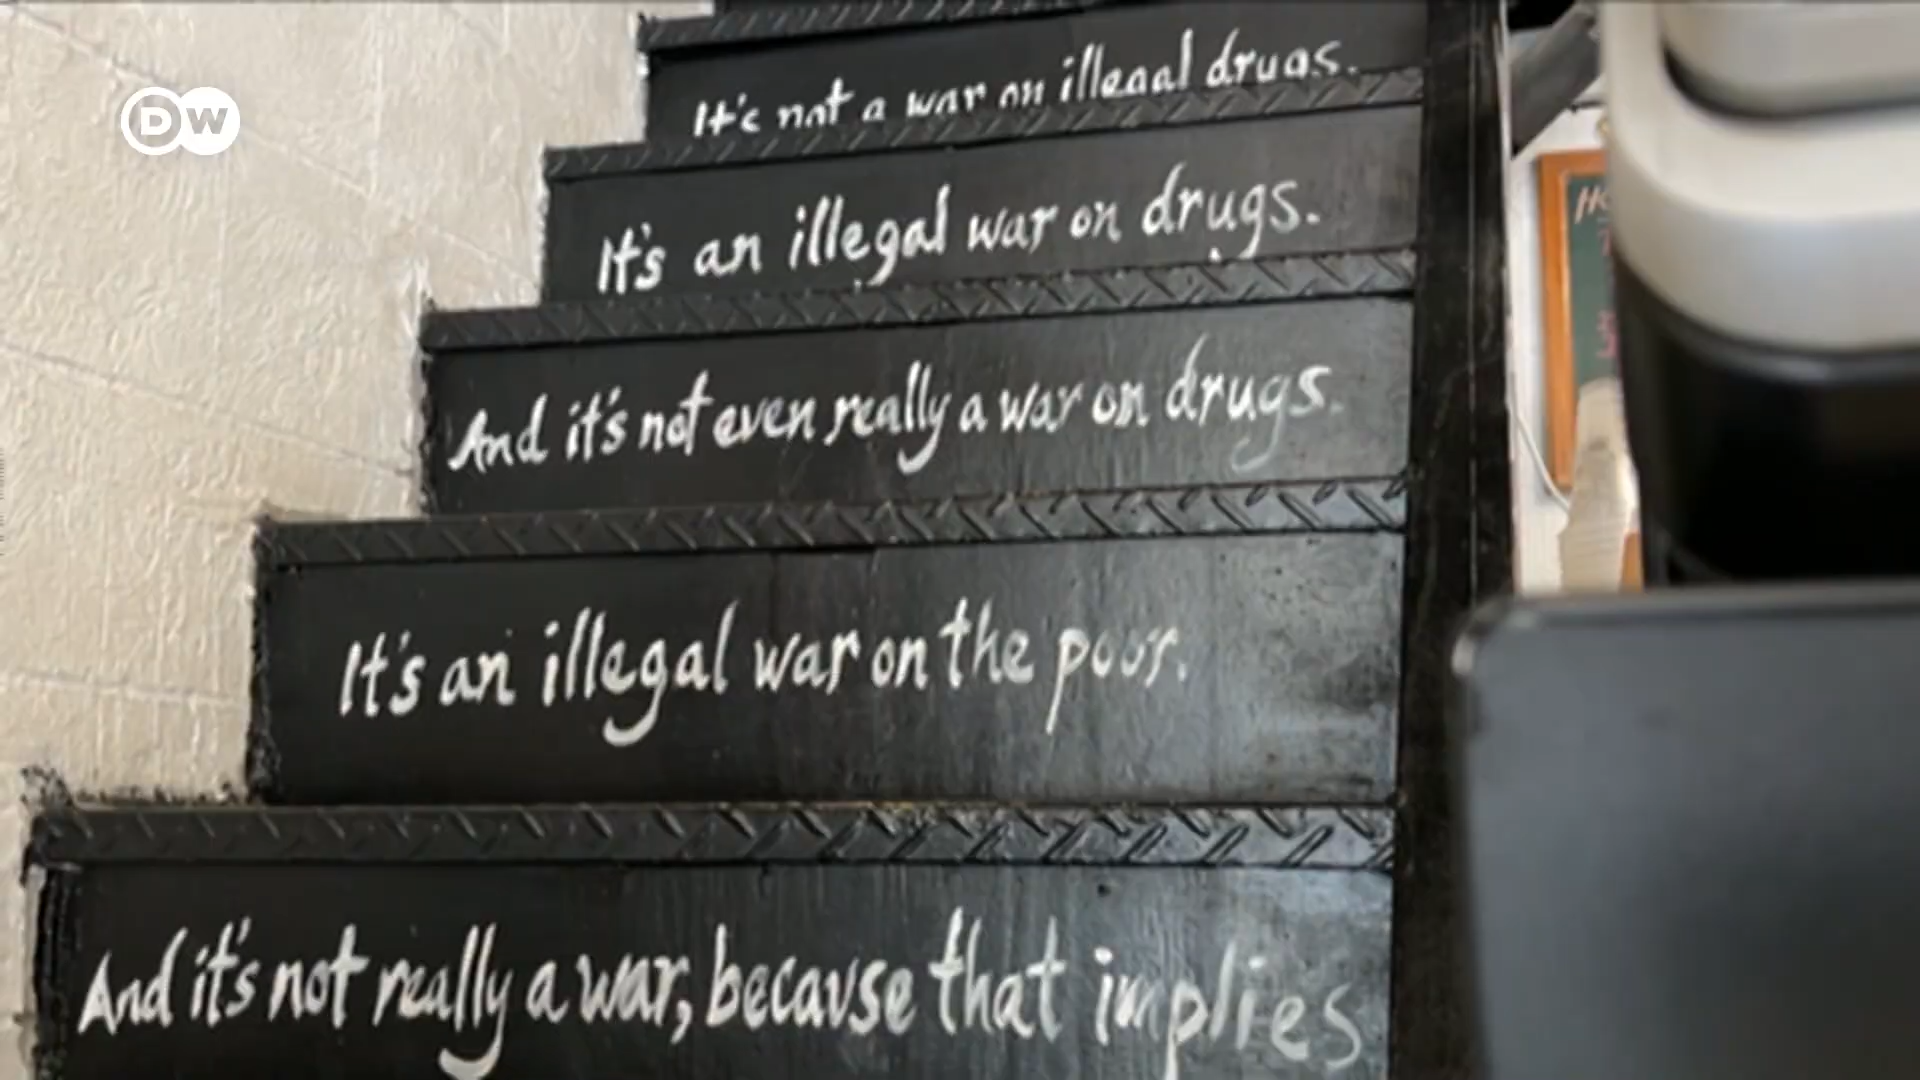 DW
It's not a war on illegal drugs.
It's an illegal war on drugs.
And it's not even really a war on drugs.
It's an illegal war on the poor.
And it's not really a war, because that implies